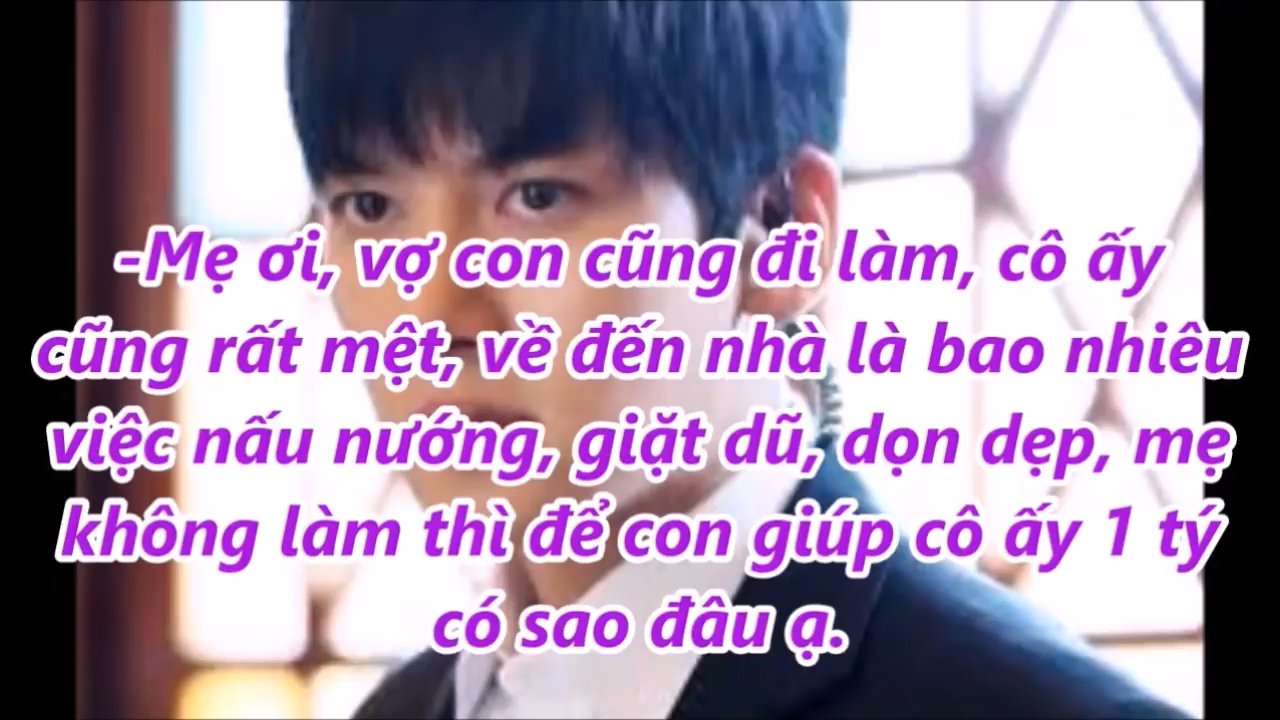 -Mẹ ơi, vợ con cũng đi làm, cô ấy
cũng rất mệt, về đến nhà là bao nhiêu
việc nấu nướng, giặt dũ, dọn dẹp, mẹ
không làm thì để con giúp cô ấy 1 tý
có sao đâu ạ.